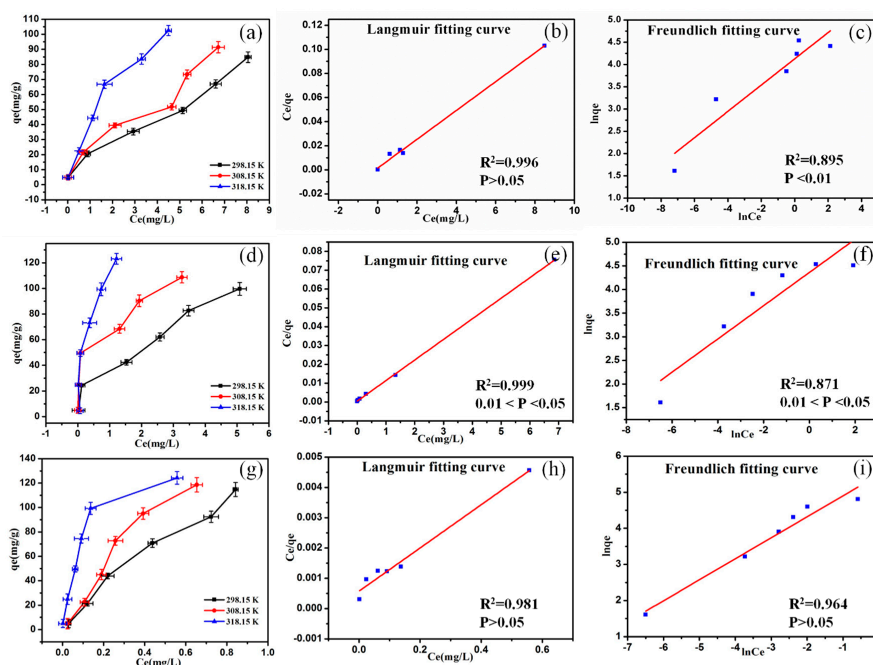 (a)
qe(mg/g)
100
90
80
70
60
50
40
30
20
10
0
-10
298.15 K
308.15 K
318.15 K
-1 0 1 2 3 4 5 6 7 8
Ce(mg/L)
(b)
Langmuir fitting curve
Ce/qe
0.12
0.10
0.08
0.06
0.04
0.02
0.00
-0.02
R²=0.996
P>0.05
-2 0 2 4 6 8 10
Ce(mg/L)
(c)
Freundlich fitting curve
lnqe
5.0
4.5
4.0
3.5
3.0
2.5
2.0
1.5
1.0
R²=0.895
P <0.01
-10 -8 -6 -4 -2 0 2 4
lnCe
(d)
qe(mg/g)
120
100
80
60
40
20
0
298.15 K
308.15 K
318.15 K
-1 0 1 2 3 4 5 6
Ce(mg/L)
(e)
Langmuir fitting curve
Ce/qe
0.08
0.07
0.06
0.05
0.04
0.03
0.02
0.01
0.00
-0.01
R²=0.999
0.01 < P <0.05
-1 0 1 2 3 4 5 6 7 8
Ce(mg/L)
(f)
Freundlich fitting curve
lnqe
5.0
4.5
4.0
3.5
3.0
2.5
2.0
1.5
R²=0.871
0.01 < P <0.05
-8 -6 -4 -2 0 2
lnCe
(g)
qe(mg/g)
140
120
100
80
60
40
20
0
298.15 K
308.15 K
318.15 K
0.0 0.2 0.4 0.6 0.8 1.0
Ce(mg/L)
(h)
Langmuir fitting curve
Ce/qe
0.005
0.004
0.003
0.002
0.001
0.000
-0.001
R²=0.981
P>0.05
0.0 0.2 0.4 0.6
Ce(mg/L)
(i)
Freundlich fitting curve
lnqe
6
5
4
3
2
1
R²=0.964
P>0.05
-7 -6 -5 -4 -3 -2 -1 0
lnCe